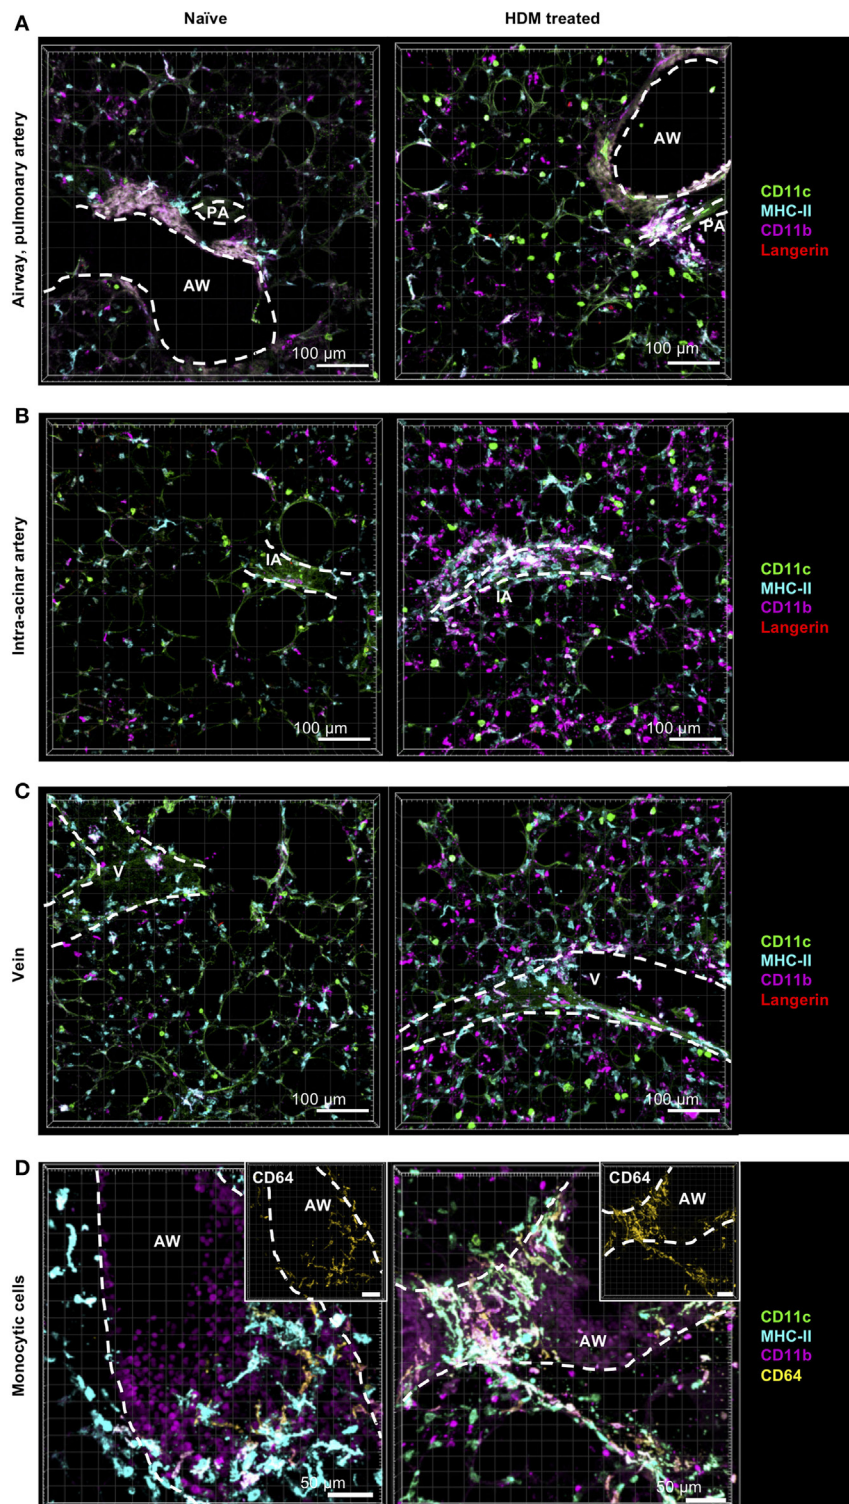 Naïve
HDM treated
A
Airway, pulmonary artery
PA
AW
100 µm
AW
PA
100 µm
CD11c
MHC-II
CD11b
Langerin
B
Intra-acinar artery
IA
100 µm
IA
100 µm
CD11c
MHC-II
CD11b
Langerin
C
Vein
V
100 µm
V
100 µm
CD11c
MHC-II
CD11b
Langerin
D
Monocytic cells
AW
CD64
AW
50 µm
CD64
AW
AW
50 µm
CD11c
MHC-II
CD11b
CD64